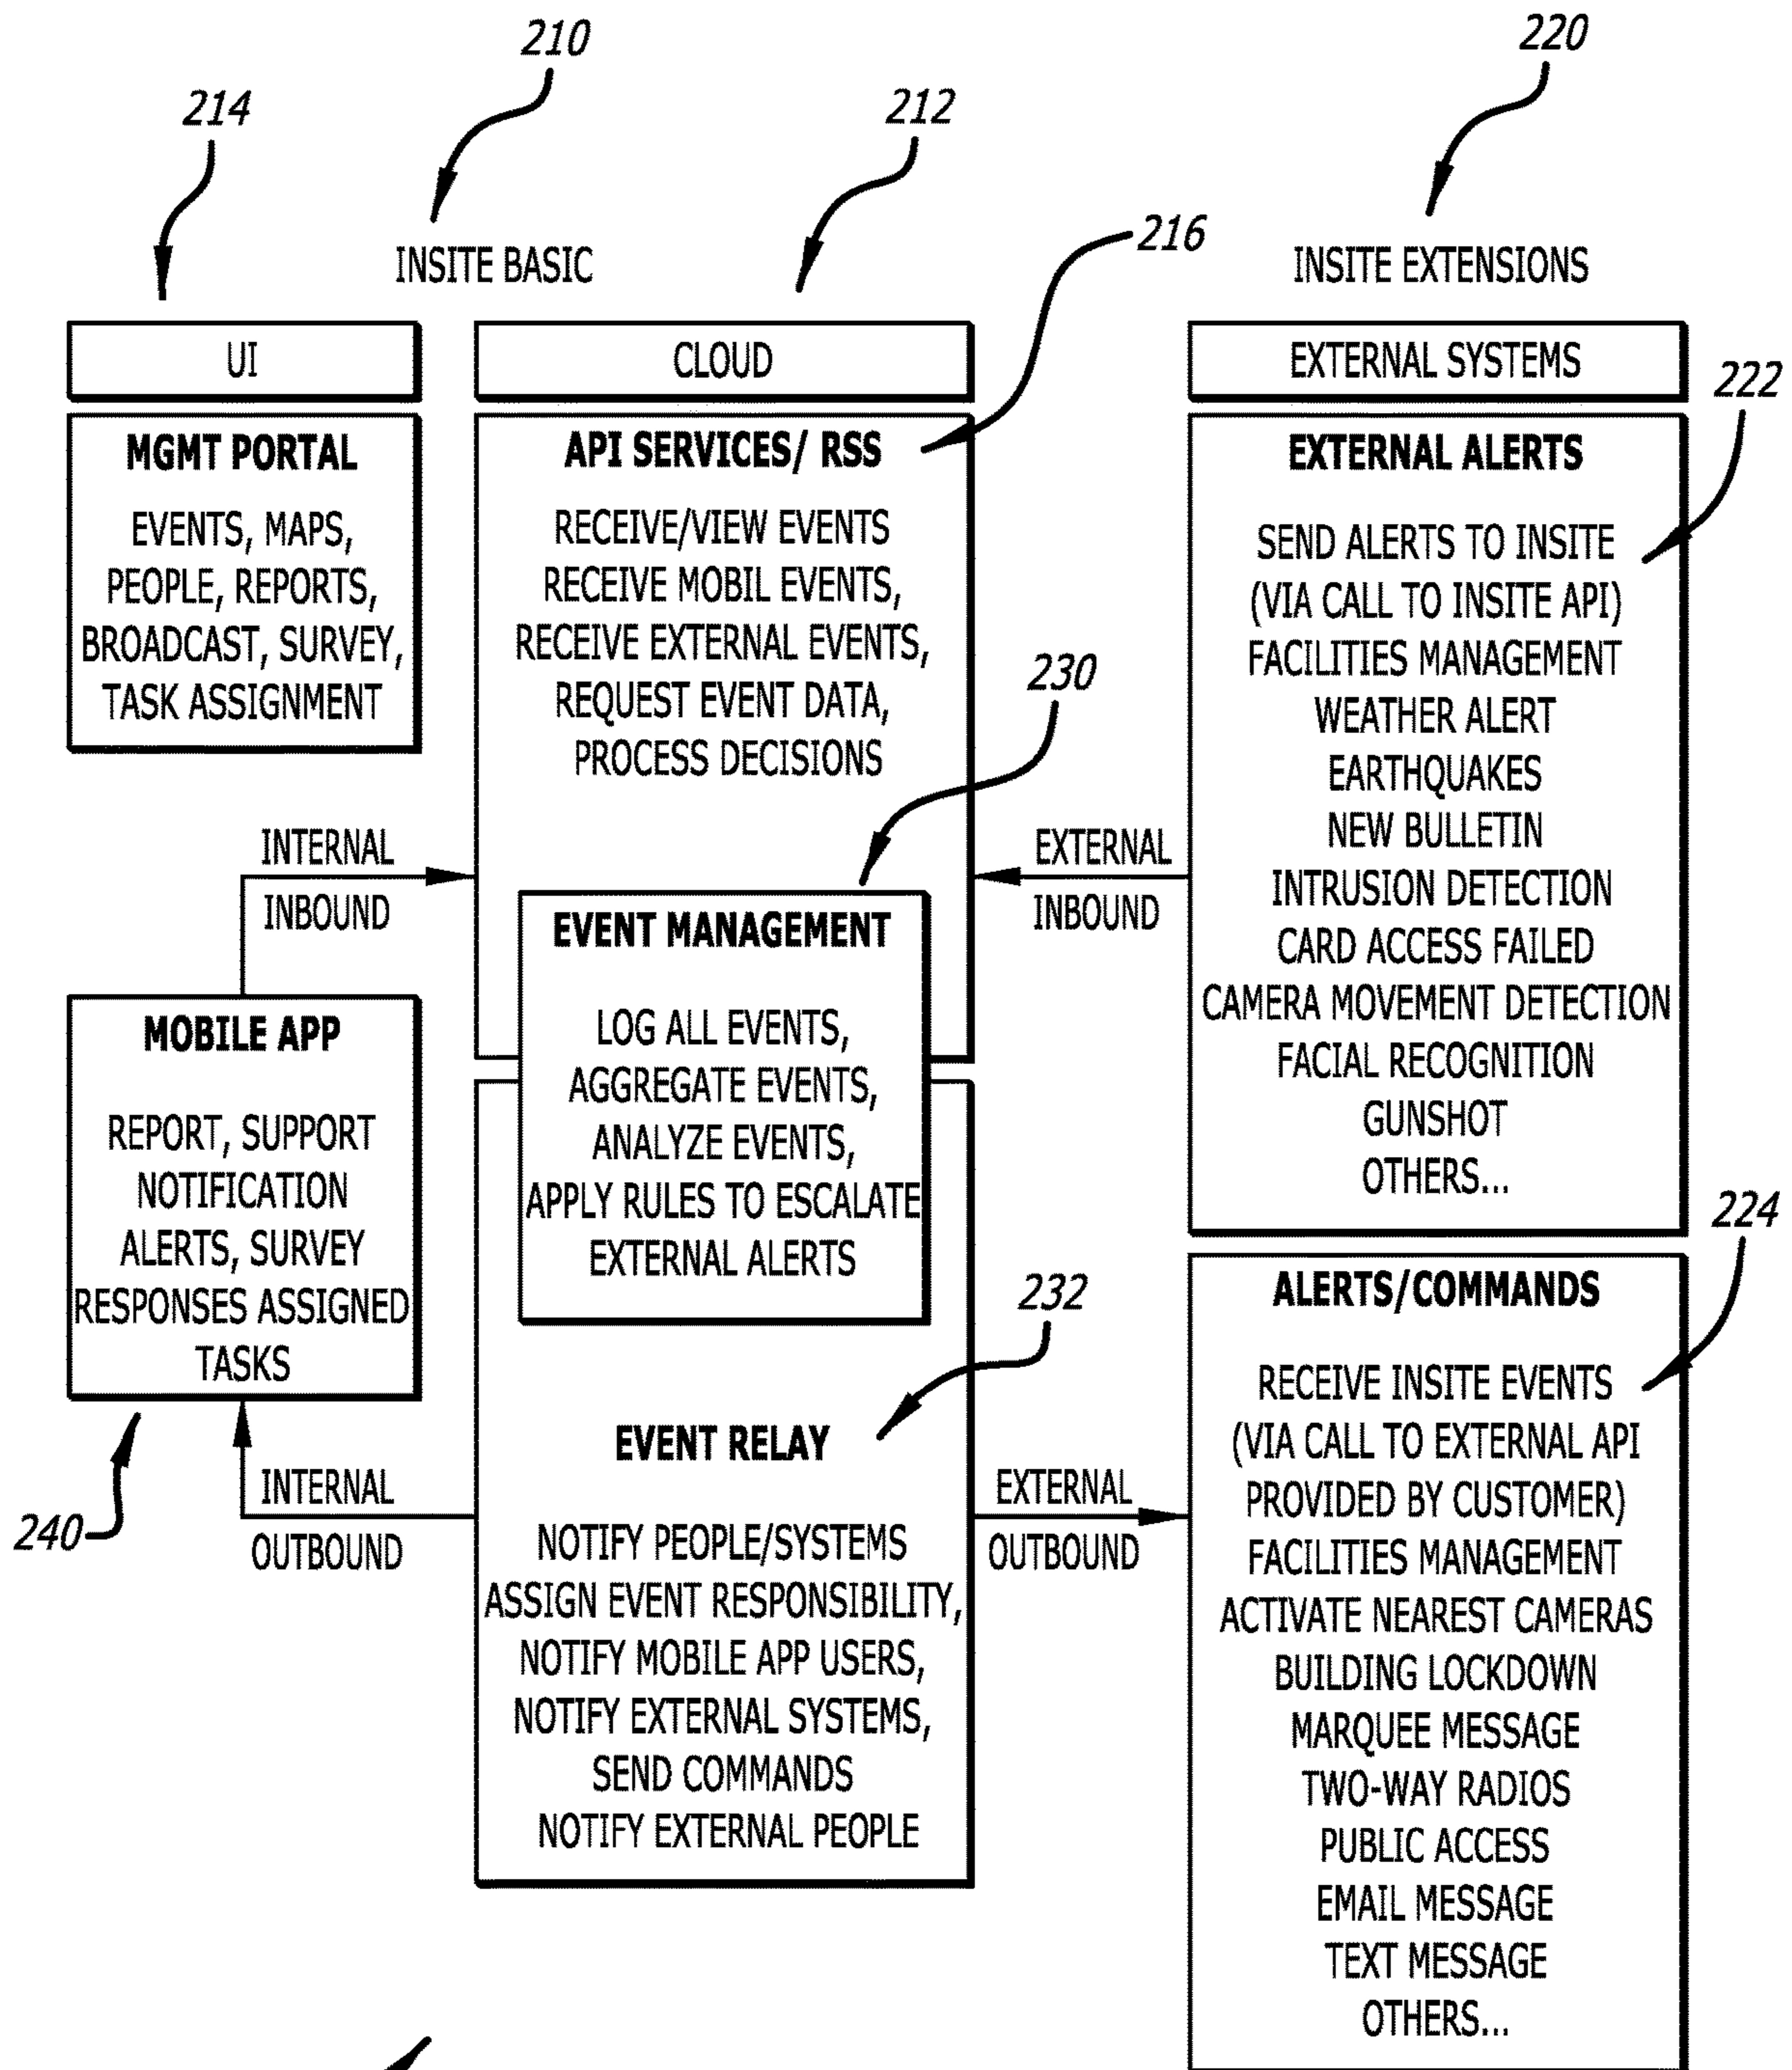 210
220
214
212
216
INSITE BASIC
INSITE EXTENSIONS
UI
CLOUD
EXTERNAL SYSTEMS
222
MGMT PORTAL
EVENTS, MAPS,
PEOPLE, REPORTS,
BROADCAST, SURVEY,
TASK ASSIGNMENT
API SERVICES/ RSS
RECEIVE/VIEW EVENTS
RECEIVE MOBIL EVENTS,
RECEIVE EXTERNAL EVENTS,
REQUEST EVENT DATA,
PROCESS DECISIONS
230
EXTERNAL ALERTS
SEND ALERTS TO INSITE
(VIA CALL TO INSITE API)
FACILITIES MANAGEMENT
WEATHER ALERT
EARTHQUAKES
NEW BULLETIN
INTRUSION DETECTION
CARD ACCESS FAILED
CAMERA MOVEMENT DETECTION
FACIAL RECOGNITION
GUNSHOT
OTHERS...
INTERNAL
INBOUND
EXTERNAL
INBOUND
EVENT MANAGEMENT
LOG ALL EVENTS,
AGGREGATE EVENTS,
ANALYZE EVENTS,
APPLY RULES TO ESCALATE
EXTERNAL ALERTS
MOBILE APP
REPORT, SUPPORT
NOTIFICATION
ALERTS, SURVEY
RESPONSES ASSIGNED
TASKS
240
232
224
INTERNAL
OUTBOUND
EXTERNAL
OUTBOUND
EVENT RELAY
NOTIFY PEOPLE/SYSTEMS
ASSIGN EVENT RESPONSIBILITY,
NOTIFY MOBILE APP USERS,
NOTIFY EXTERNAL SYSTEMS,
SEND COMMANDS
NOTIFY EXTERNAL PEOPLE
ALERTS/COMMANDS
RECEIVE INSITE EVENTS
(VIA CALL TO EXTERNAL API
PROVIDED BY CUSTOMER)
FACILITIES MANAGEMENT
ACTIVATE NEAREST CAMERAS
BUILDING LOCKDOWN
MARQUEE MESSAGE
TWO-WAY RADIOS
PUBLIC ACCESS
EMAIL MESSAGE
TEXT MESSAGE
OTHERS...